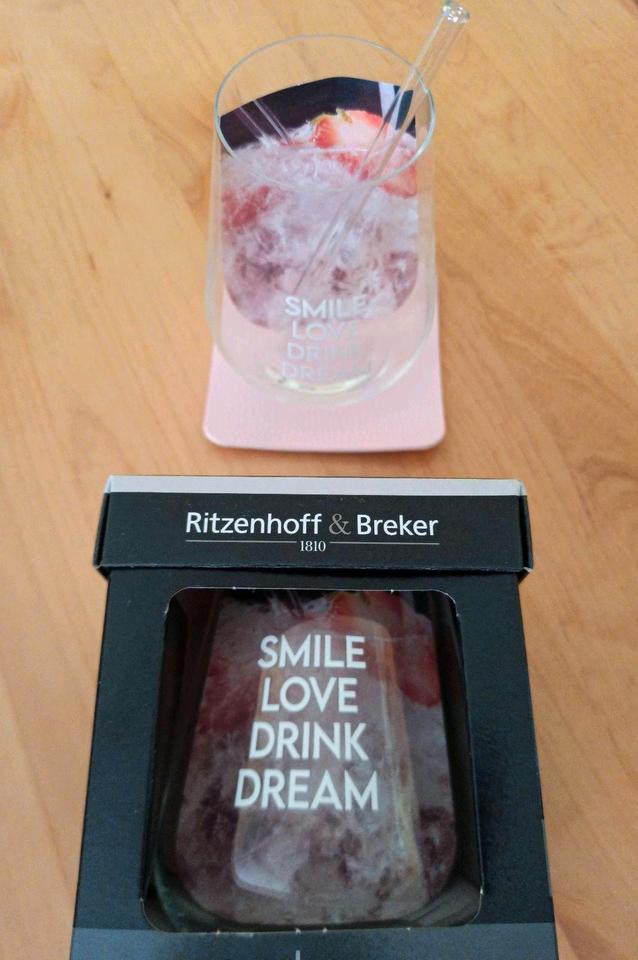 SMILE
LOVE
DRINK
DREAM
Ritzenhoff & Breker
1810
SMILE
LOVE
DRINK
DREAM